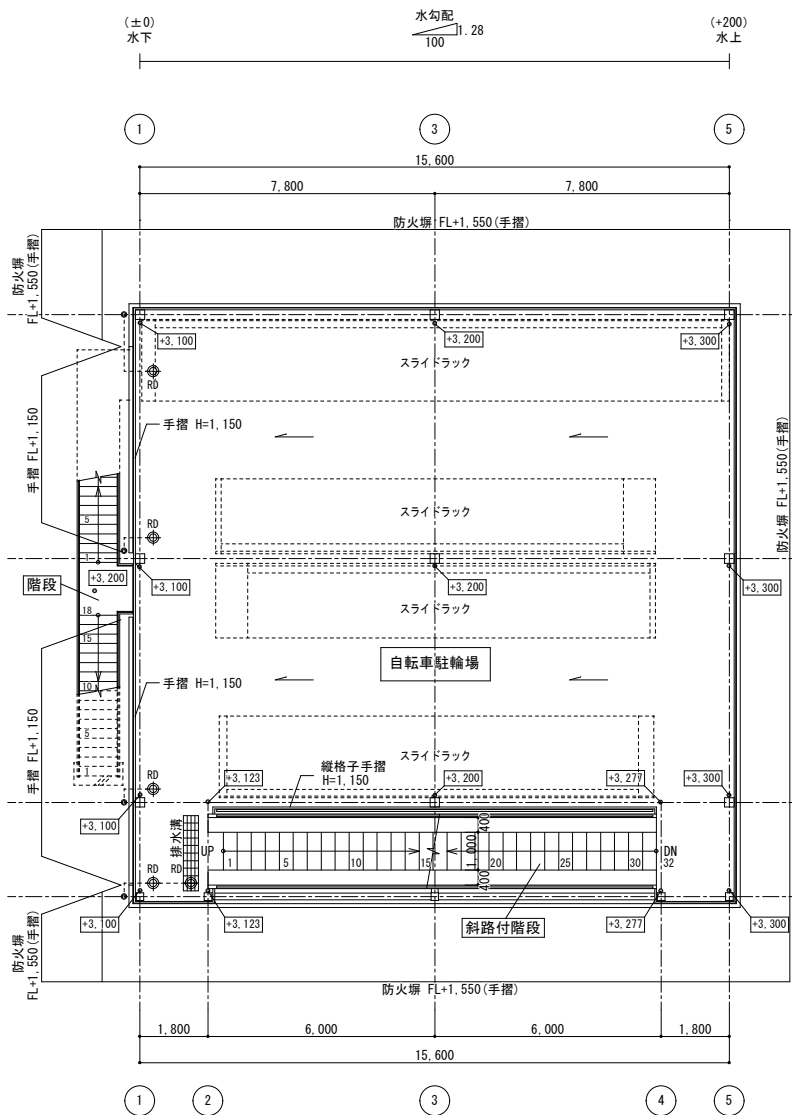 水勾配
(±0)
水下
1.28
100
(+200)
水上
1
3
5
15,600
7,800
7,800
防火塀 FL+1,550(手摺)
防火塀
FL+1,550(手摺)
+3,100
+3,200
+3,300
スライドラック
RD
手摺 H=1,150
手摺 FL+1,150
防火塀 FL+1,550(手摺)
スライドラック
RD
5
1
+3,200
+3,100
+3,200
+3,300
階段
18
15
10
5
1
スライドラック
自転車駐輪場
手摺 H=1,150
手摺 FL+1,150
スライドラック
縦格子手摺
H=1,150
RD
+3,123
+3,200
+3,277
+3,300
+3,100
排水溝
400
1,000
400
UP
1
5
10
15
20
25
30
32
DN
RD
RD
+3,100
+3,123
斜路付階段
+3,277
+3,300
防火塀
FL+1,550(手摺)
防火塀 FL+1,550(手摺)
1,800
6,000
6,000
1,800
15,600
1
2
3
4
5